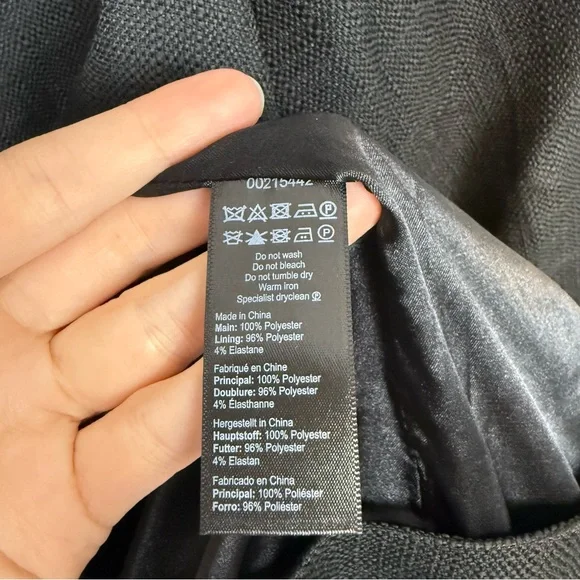 00215442
Do not wash
Do not bleach
Do not tumble dry
Warm iron
Specialist dryclean Ⓟ
Made in China
Main: 100% Polyester
Lining: 96% Polyester
4% Elastane
Fabriqué en Chine
Principal: 100% Polyester
Doublure: 96% Polyester
4% Élasthanne
Hergestellt in China
Hauptstoff: 100% Polyester
Futter: 96% Polyester
4% Elastan
Fabricado en China
Principal: 100% Poliéster
Forro: 96% Poliéster